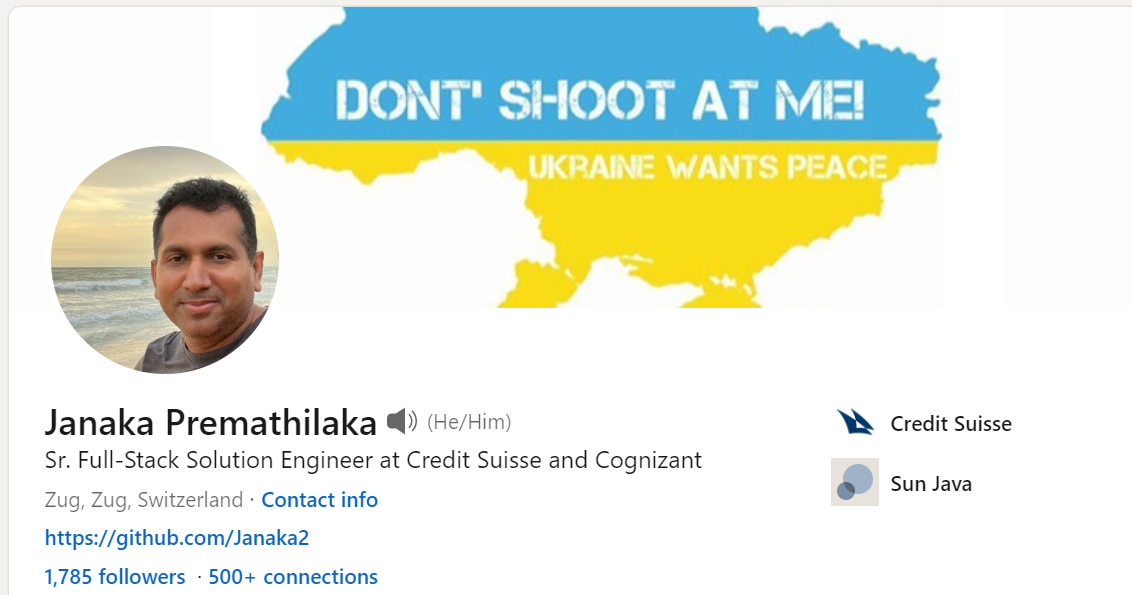 DONT' SHOOT AT ME!
UKRAINE WANTS PEACE
Janaka Premathilaka (He/Him)
Sr. Full-Stack Solution Engineer at Credit Suisse and Cognizant
Zug, Zug, Switzerland · Contact info
https://github.com/Janaka2
1,785 followers · 500+ connections
Credit Suisse
Sun Java